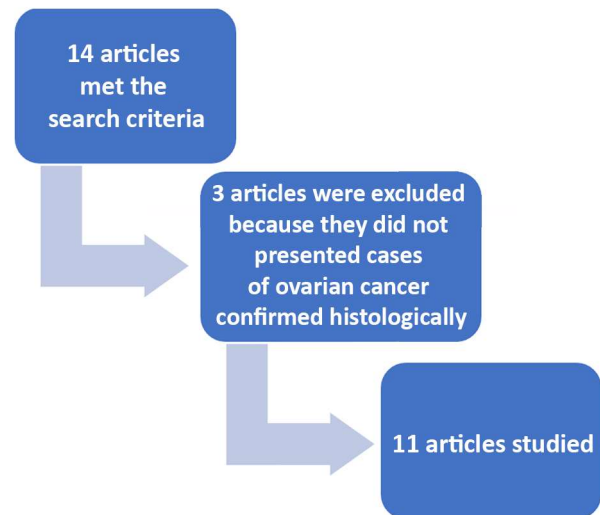 14 articles
met the
search criteria
3 articles were excluded
because they did not
presented cases
of ovarian cancer
confirmed histologically
11 articles studied